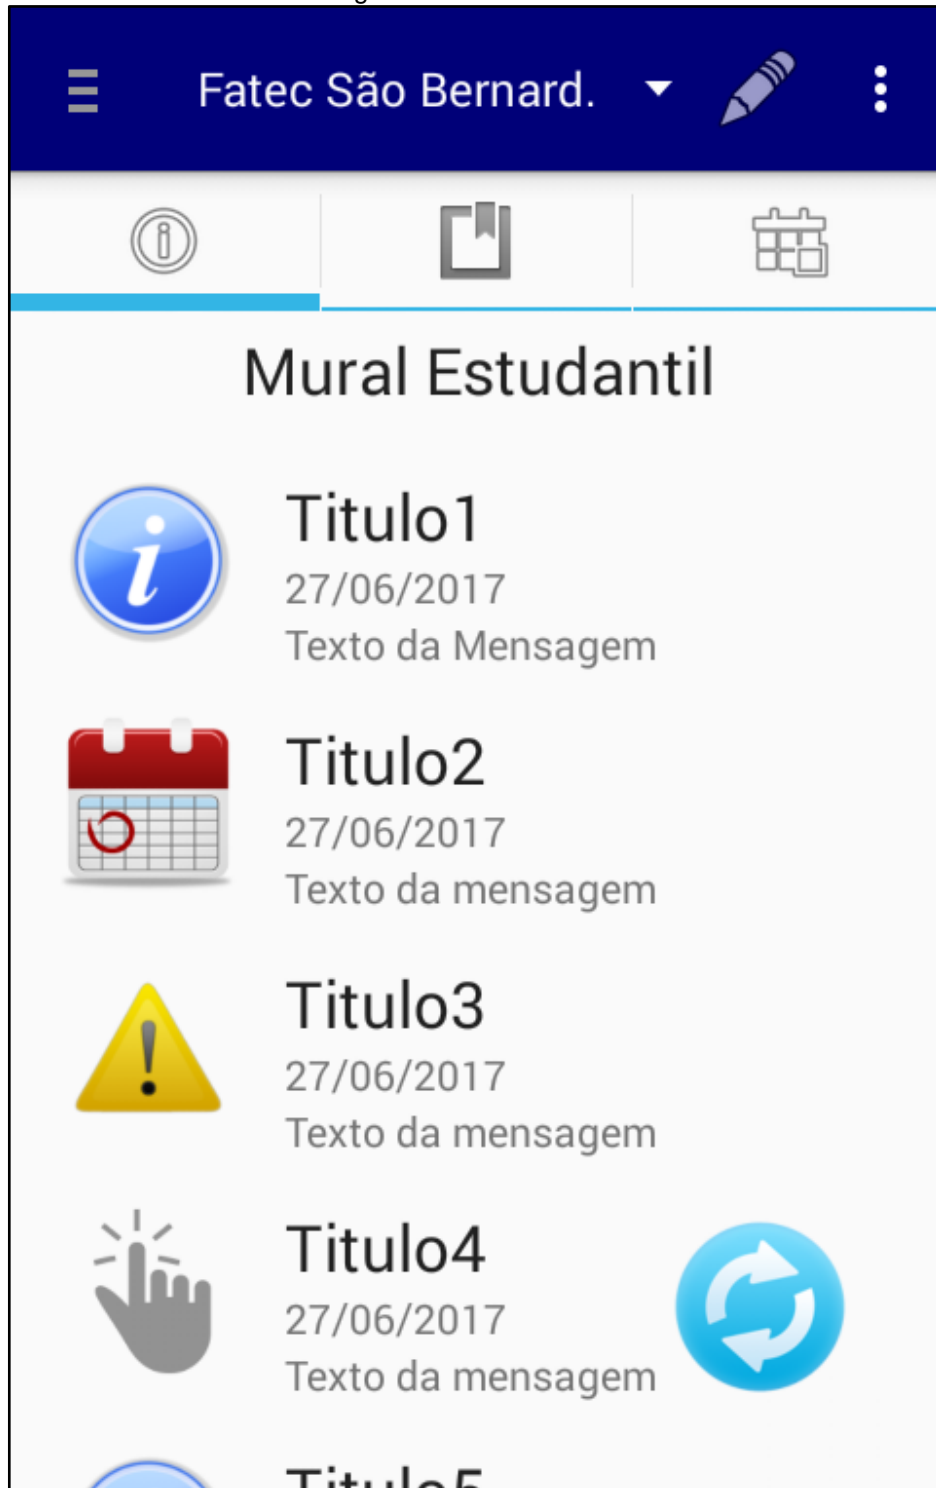 Fatec São Bernard.
Mural Estudantil
Titulo1
27/06/2017
Texto da Mensagem
Titulo2
27/06/2017
Texto da mensagem
Titulo3
27/06/2017
Texto da mensagem
Titulo4
27/06/2017
Texto da mensagem
Titulo5